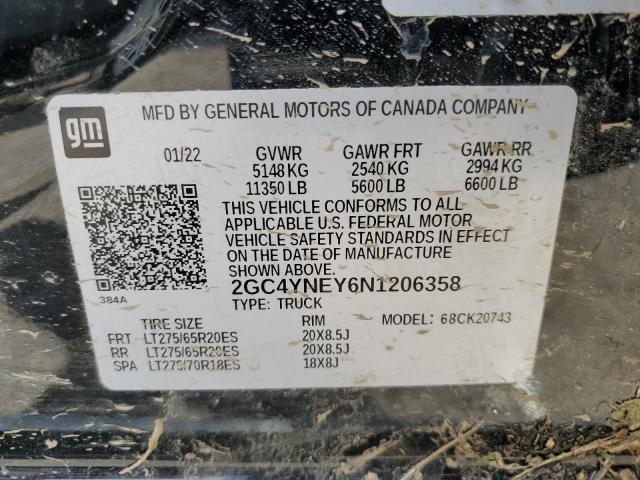 gm
MFD BY GENERAL MOTORS OF CANADA COMPANY
01/22 GVWR GAWR FRT GAWR RR
5148 KG 2540 KG 2994 KG
11350 LB 5600 LB 6600 LB
THIS VEHICLE CONFORMS TO ALL
APPLICABLE U.S. FEDERAL MOTOR
VEHICLE SAFETY STANDARDS IN EFFECT
ON THE DATE OF MANUFACTURE
SHOWN ABOVE.
384A
2GC4YNEY6N1206358
TYPE: TRUCK
TIRE SIZE RIM MODEL: 68CK20743
FRT LT275/65R20ES 20X8.5J
RR LT275/65R20ES 20X8.5J
SPA LT275/70R18ES 18X8J